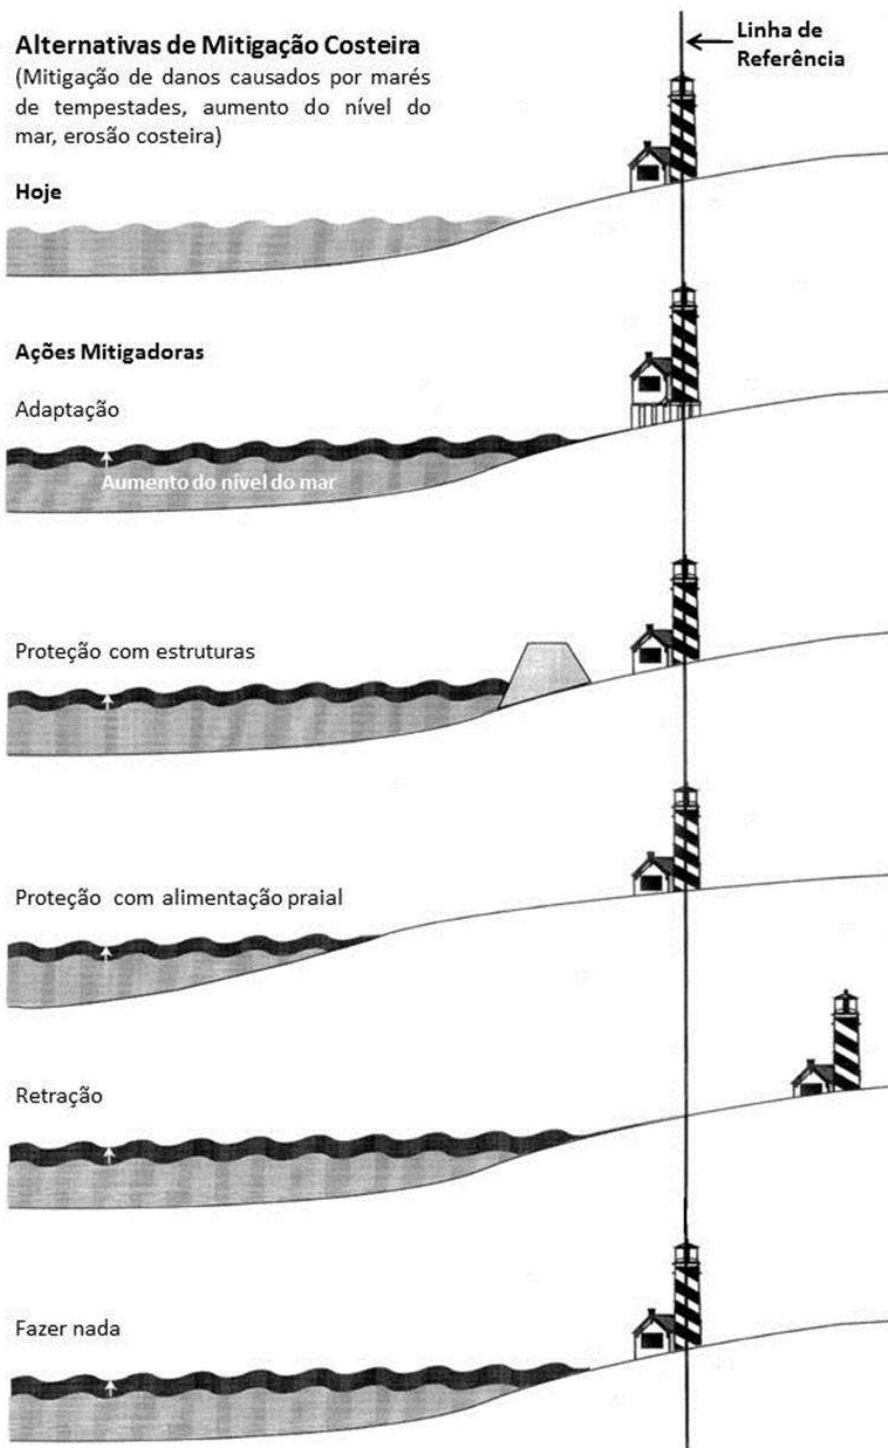 Alternativas de Mitigação Costeira
(Mitigação de danos causados por marés
de tempestades, aumento do nível do
mar, erosão costeira)
Linha de
Referência
Hoje
Ações Mitigadoras
Adaptação
Aumento do nível do mar
Proteção com estruturas
Proteção com alimentação praial
Retração
Fazer nada